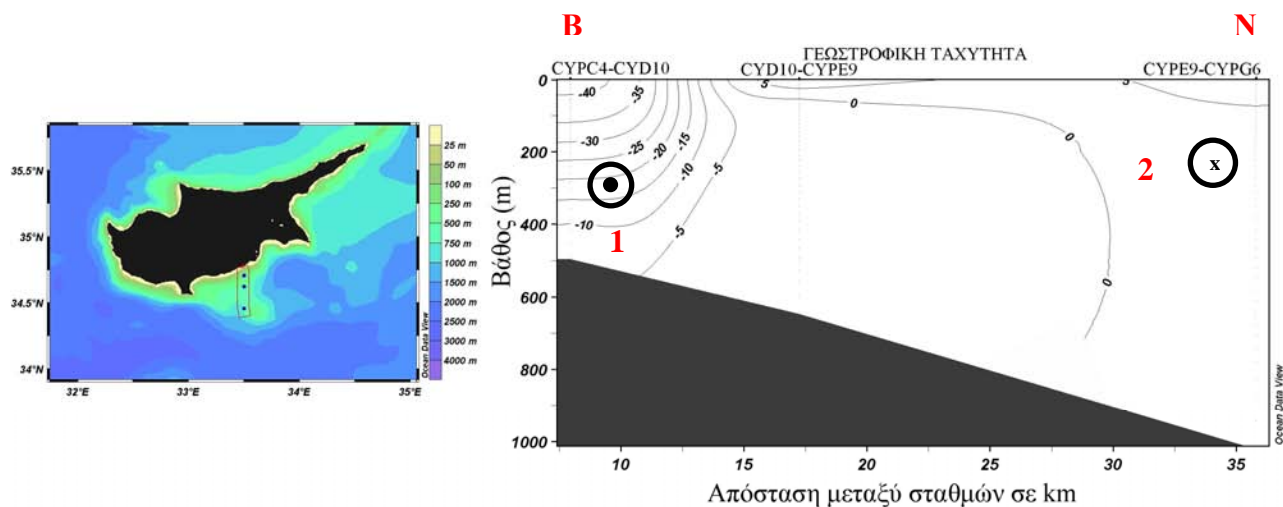 B N
ΓΕΩΣΤΡΟΦΙΚΗ ΤΑΧΥΤΗΤΑ
CYPC4-CYD10 CYD10-CYPE9 CYPE9-CYPG6
35.5°N
35°N
34.5°N
34°N
32°E 33°E 34°E 35°E
25 m
50 m
100 m
250 m
500 m
750 m
1000 m
1500 m
2000 m
2500 m
3000 m
4000 m
Ocean Data View
Βάθος (m)
0
200
400
600
800
1000
-40 -35 5 5
-30 0 0
-25 -20 -15
-10 -5
-10 -5
0
1
2
x
10 15 20 25 30 35
Απόσταση μεταξύ σταθμών σε km
Ocean Data View